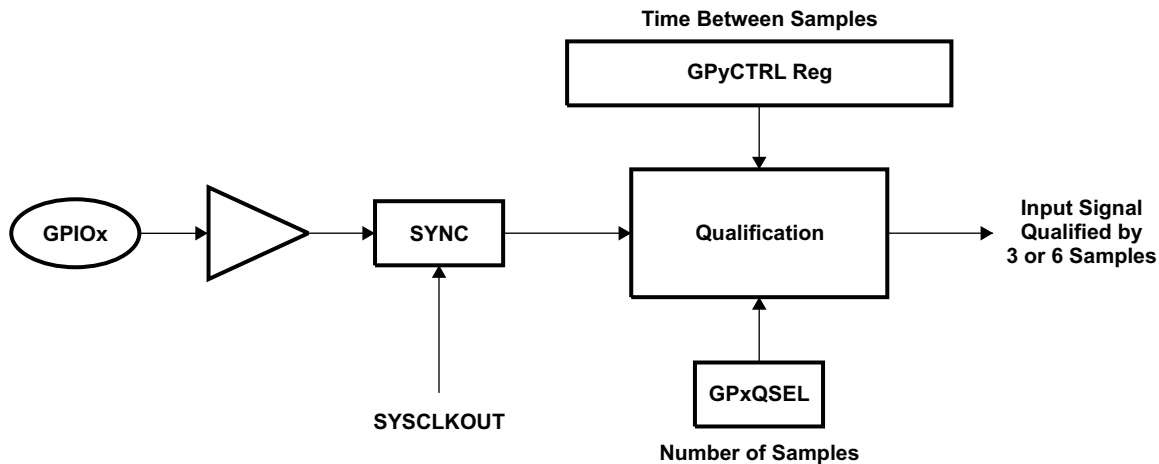 Time Between Samples
GPyCTRL Reg
GPIOx
SYNC
Qualification
Input Signal
Qualified by
3 or 6 Samples
GPxQSEL
SYSCLKOUT
Number of Samples